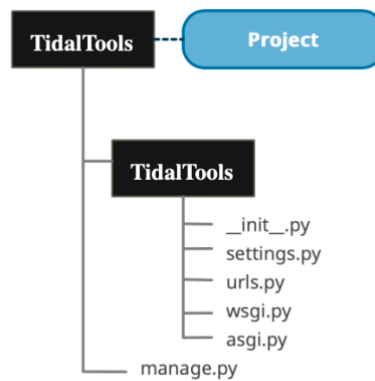 TidalTools
Project
TidalTools
__init__.py
settings.py
urls.py
wsgi.py
asgi.py
manage.py